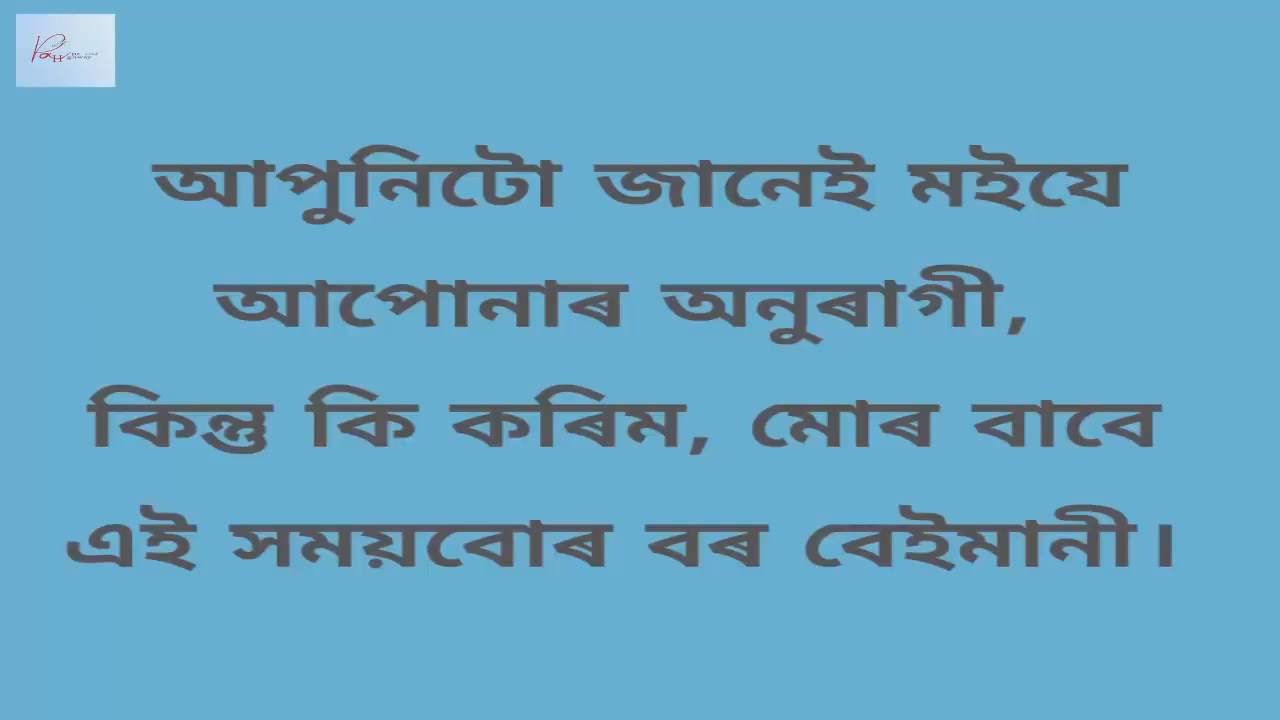 আপুনিটো জানেই মইযে
আপোনাৰ অনুৰাগী,
কিন্তু কি কৰিম, মোৰ বাবে
এই সময়বোৰ বৰ বেইমানী।